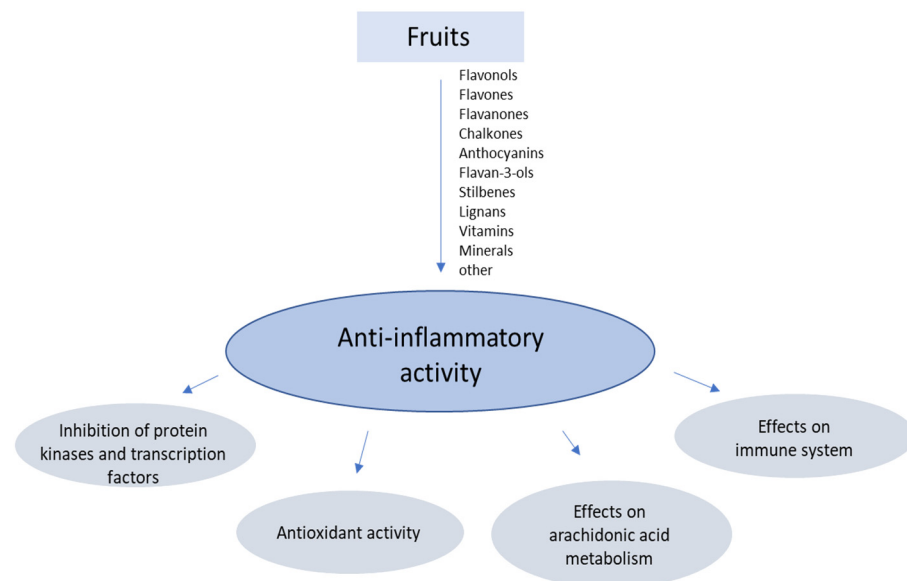 Fruits
Flavonols
Flavones
Flavanones
Chalkones
Anthocyanins
Flavan-3-ols
Stilbenes
Lignans
Vitamins
Minerals
other
Anti-inflammatory
activity
Inhibition of protein
kinases and transcription
factors
Antioxidant activity
Effects on
arachidonic acid
metabolism
Effects on
immune system